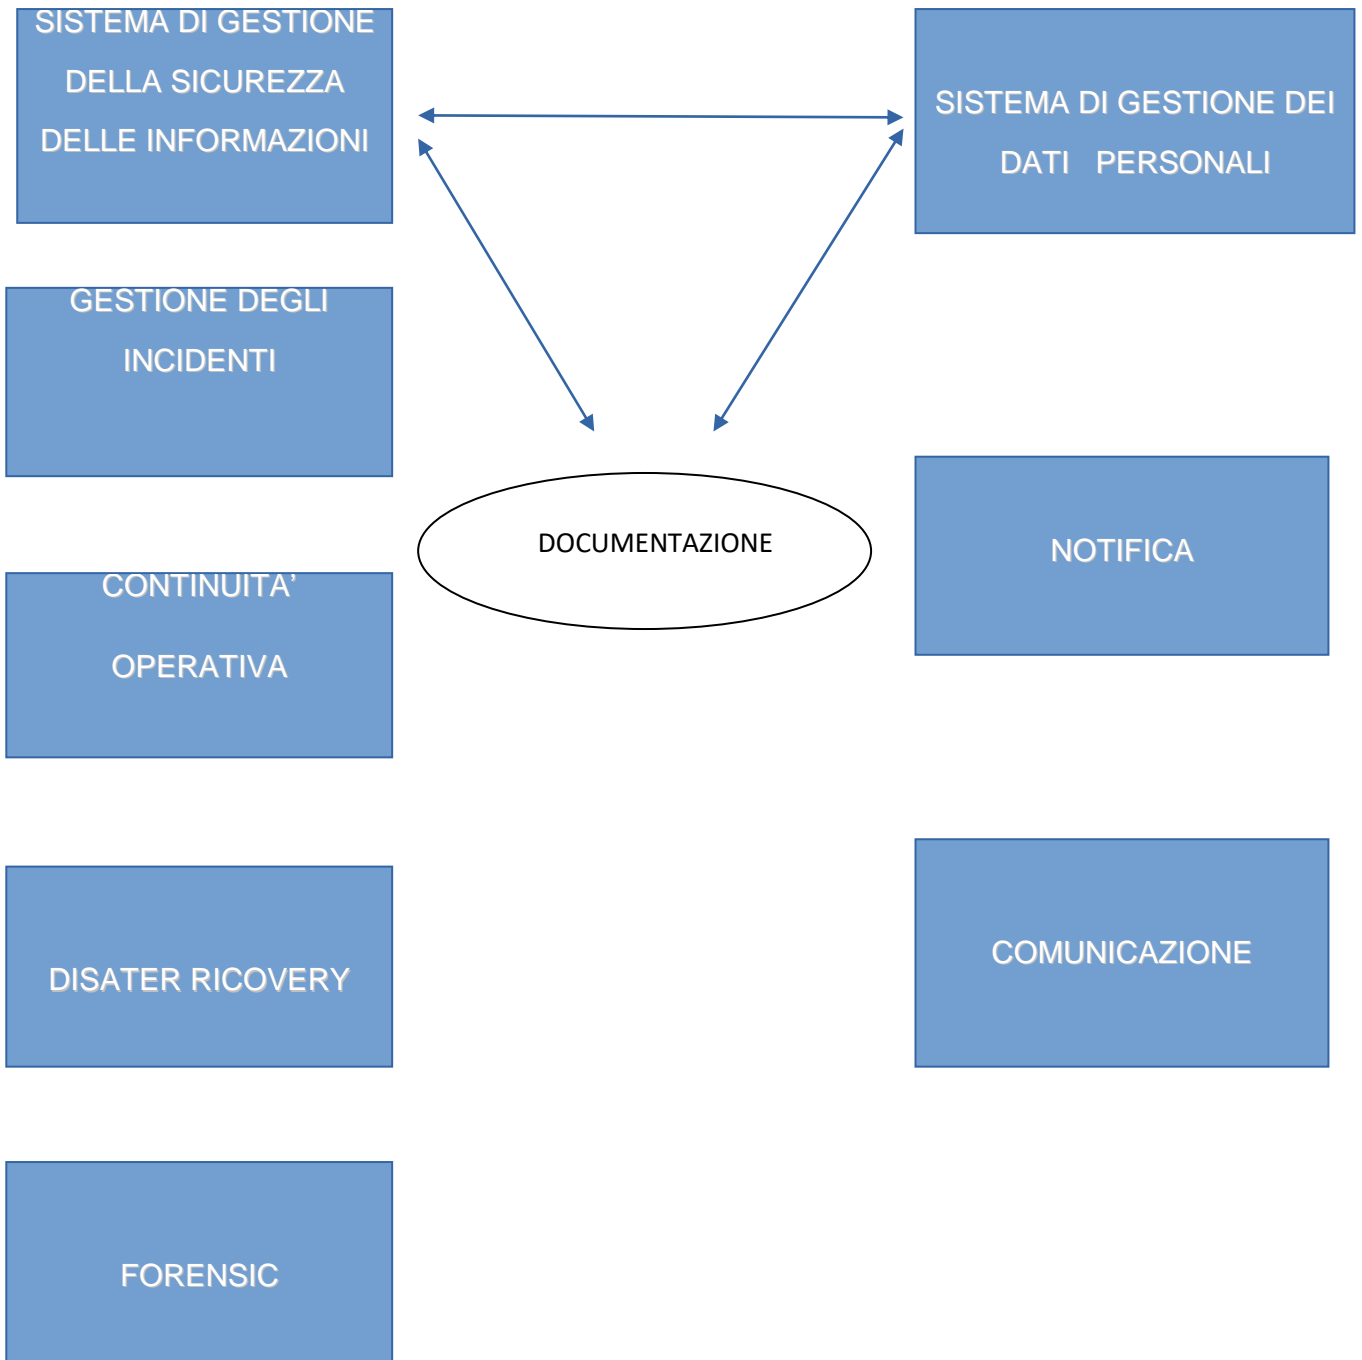 SISTEMA DI GESTIONE
DELLA SICUREZZA
DELLE INFORMAZIONI
SISTEMA DI GESTIONE DEI
DATI PERSONALI
GESTIONE DEGLI
INCIDENTI
DOCUMENTAZIONE
NOTIFICA
CONTINUITA’
OPERATIVA
DISATER RICOVERY
COMUNICAZIONE
FORENSIC